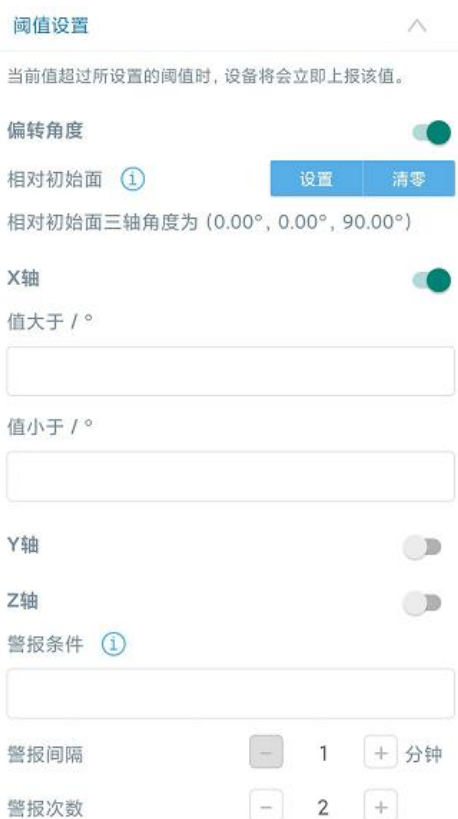 阈值设置
当前值超过所设置的阈值时，设备将会立即上报该值。
偏转角度
相对初始面 设置 清零
相对初始面三轴角度为 (0.00°, 0.00°, 90.00°)
X轴
值大于 / °
值小于 / °
Y轴
Z轴
警报条件
警报间隔 − 1 + 分钟
警报次数 − 2 +